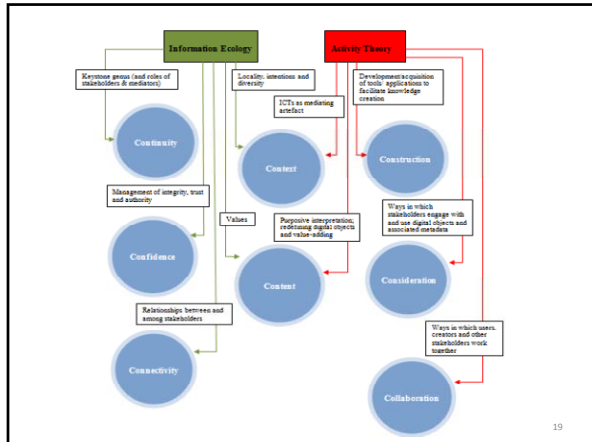 Information Ecology
Activity Theory
Keystone genus (and roles of
stakeholders & mediators)
Locality, intentions and
diversity
Development/acquisition
of tools/ applications to
facilitate knowledge
creation
ICTs as mediating
artefact
Continuity
Context
Construction
Management of integrity, trust
and authority
Values
Purposive interpretation;
redefining digital objects
and value-adding
Ways in which
stakeholders engage with
and use digital objects and
associated metadata
Confidence
Content
Consideration
Relationships between and
among stakeholders
Ways in which users,
creators and other
stakeholders work
together
Connectivity
Collaboration
19